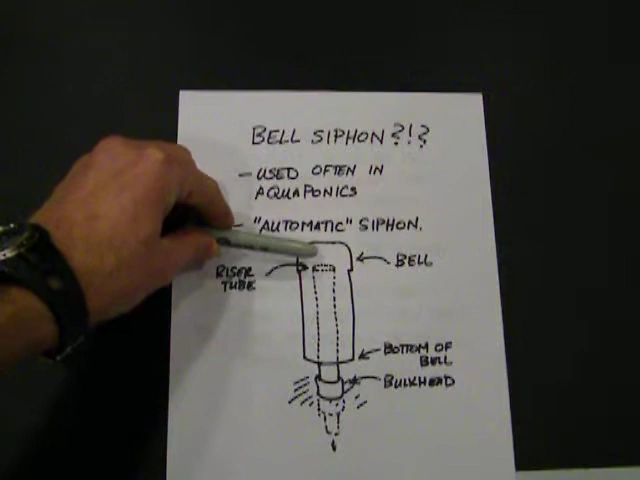 BELL SIPHON?!?
- USED OFTEN IN
AQUAPONICS
- "AUTOMATIC" SIPHON.
BELL
RISER
TUBE
BOTTOM OF
BELL
BULKHEAD